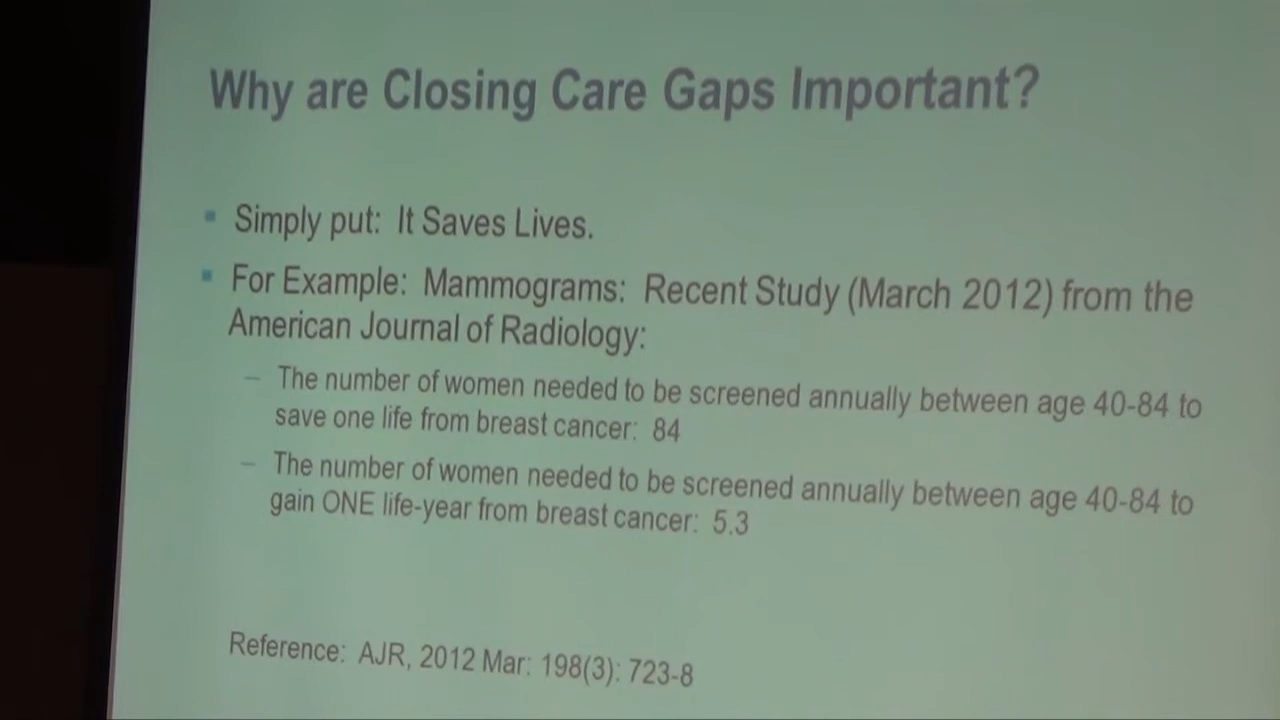 Why are Closing Care Gaps Important?
▪ Simply put: It Saves Lives.
▪ For Example: Mammograms: Recent Study (March 2012) from the
American Journal of Radiology:
– The number of women needed to be screened annually between age 40-84 to
save one life from breast cancer: 84
– The number of women needed to be screened annually between age 40-84 to
gain ONE life-year from breast cancer: 5.3
Reference: AJR, 2012 Mar: 198(3): 723-8